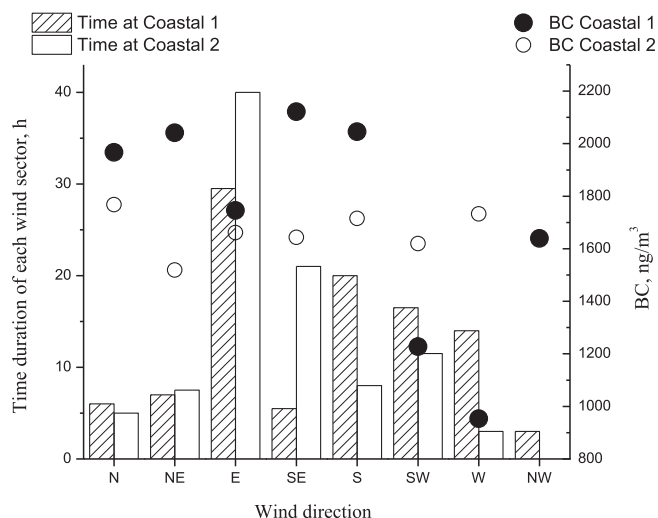 Time at Coastal 1
Time at Coastal 2
BC Coastal 1
BC Coastal 2
Time duration of each wind sector, h
40
30
20
10
0
2200
2000
1800
1600
1400
1200
1000
800
BC, ng/m³
N NE E SE S SW W NW
Wind direction